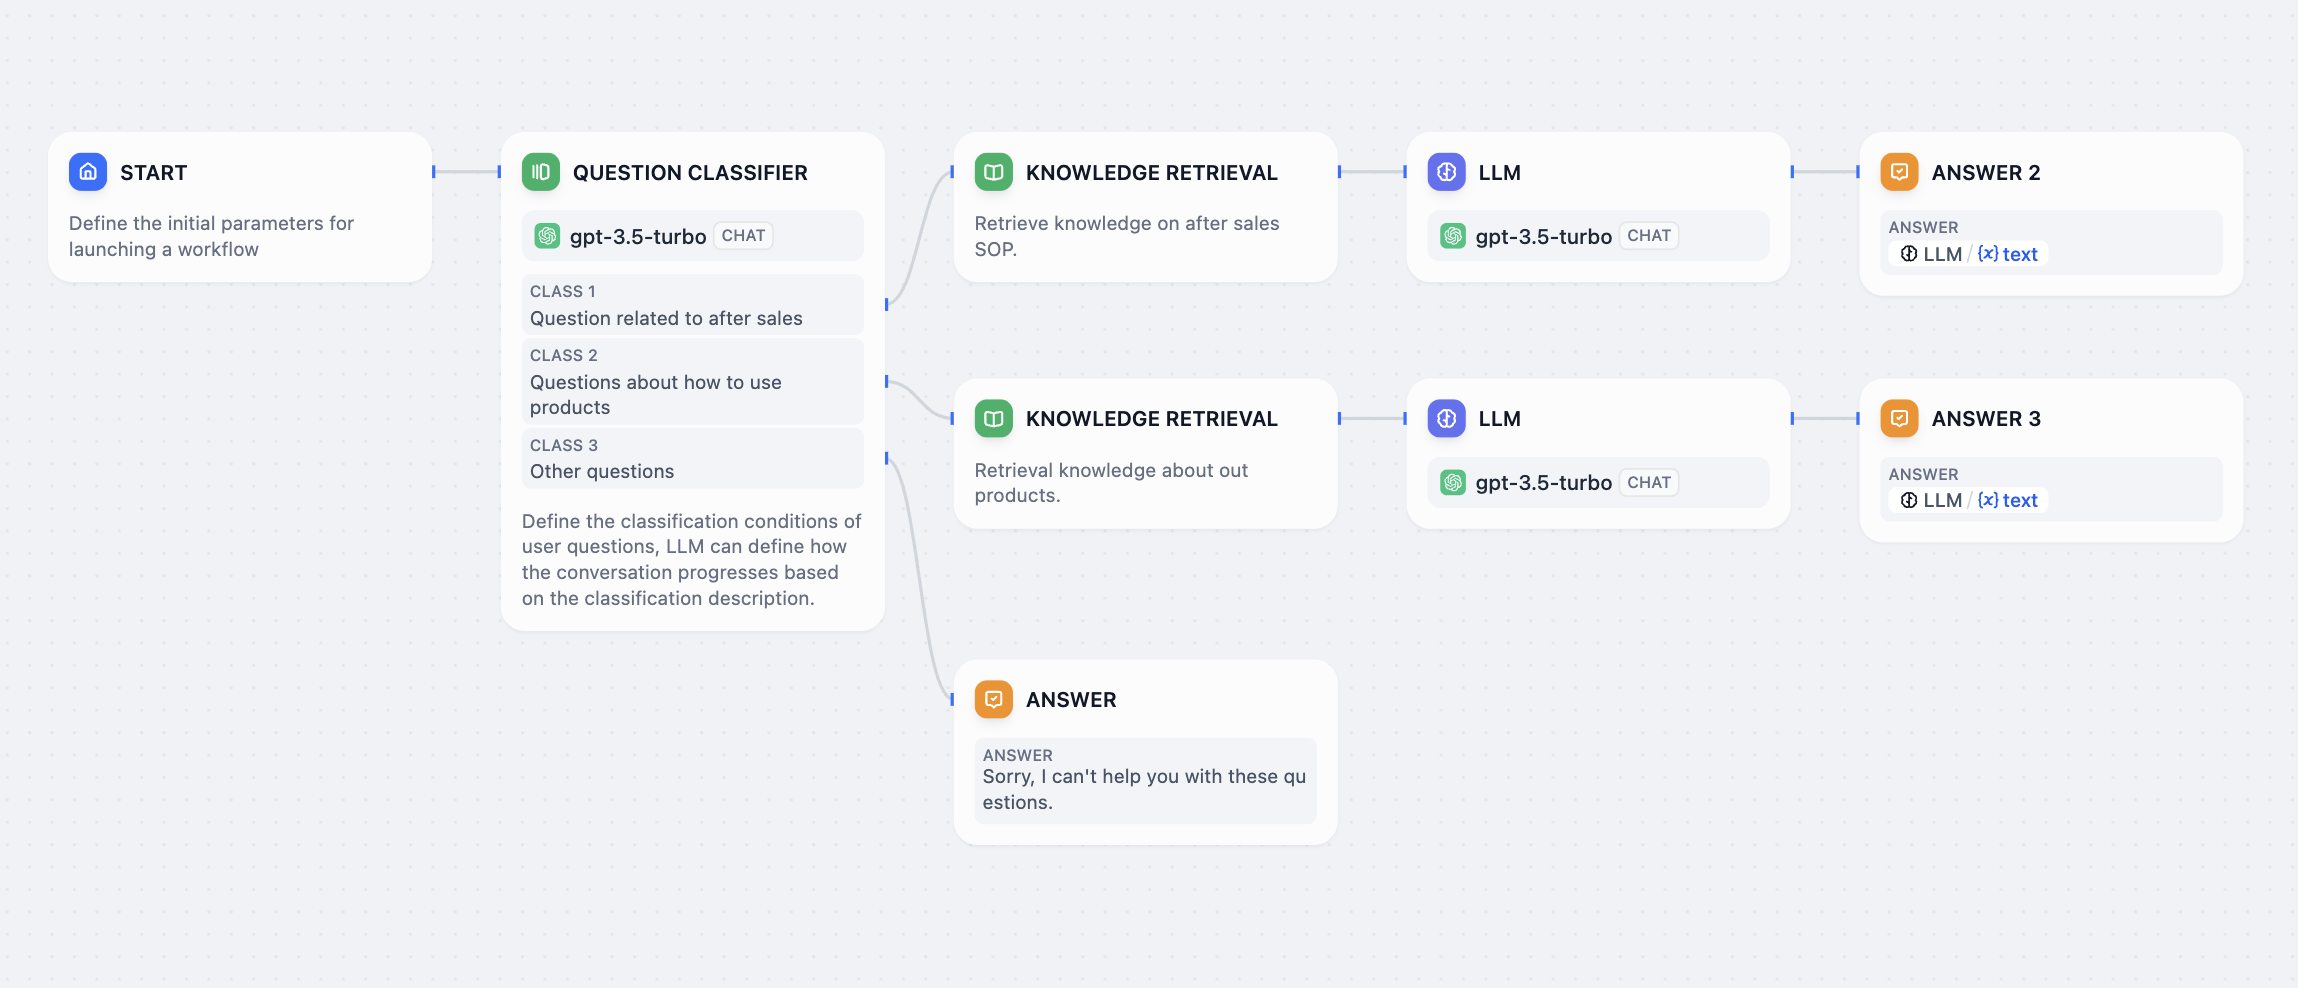 START
Define the initial parameters for
launching a workflow
QUESTION CLASSIFIER
gpt-3.5-turbo CHAT
CLASS 1
Question related to after sales
CLASS 2
Questions about how to use
products
CLASS 3
Other questions
Define the classification conditions of
user questions, LLM can define how
the conversation progresses based
on the classification description.
KNOWLEDGE RETRIEVAL
Retrieve knowledge on after sales
SOP.
LLM
gpt-3.5-turbo CHAT
ANSWER 2
ANSWER
LLM / {x} text
KNOWLEDGE RETRIEVAL
Retrieval knowledge about out
products.
LLM
gpt-3.5-turbo CHAT
ANSWER 3
ANSWER
LLM / {x} text
ANSWER
ANSWER
Sorry, I can't help you with these qu
estions.